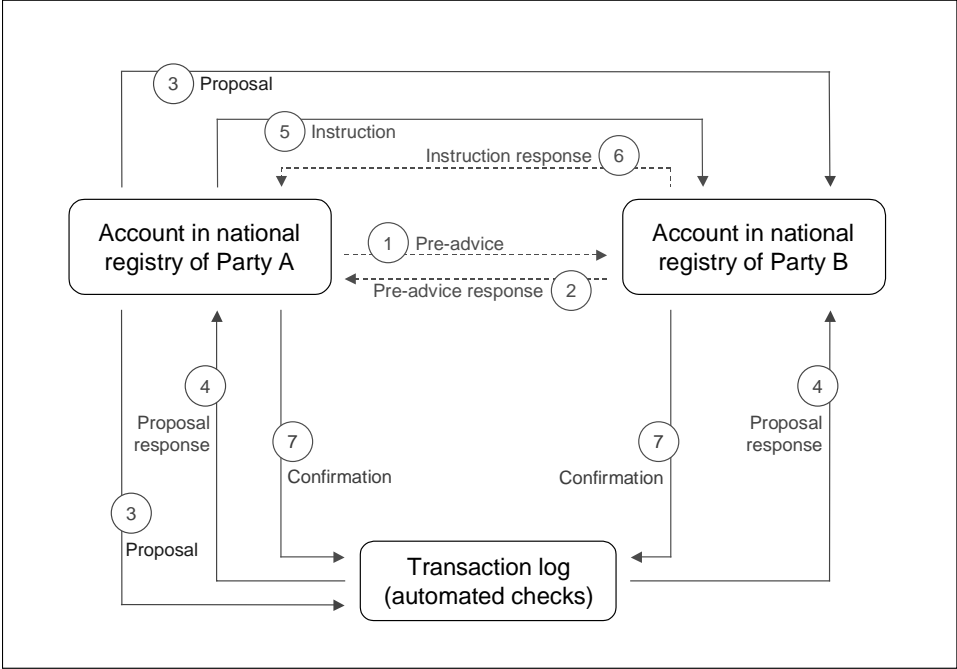 3 Proposal
5 Instruction
Instruction response 6
Account in national
registry of Party A
1 Pre-advice
Pre-advice response 2
Account in national
registry of Party B
4
Proposal
response
7
Confirmation
7
Confirmation
4
Proposal
response
3
Proposal
Transaction log
(automated checks)